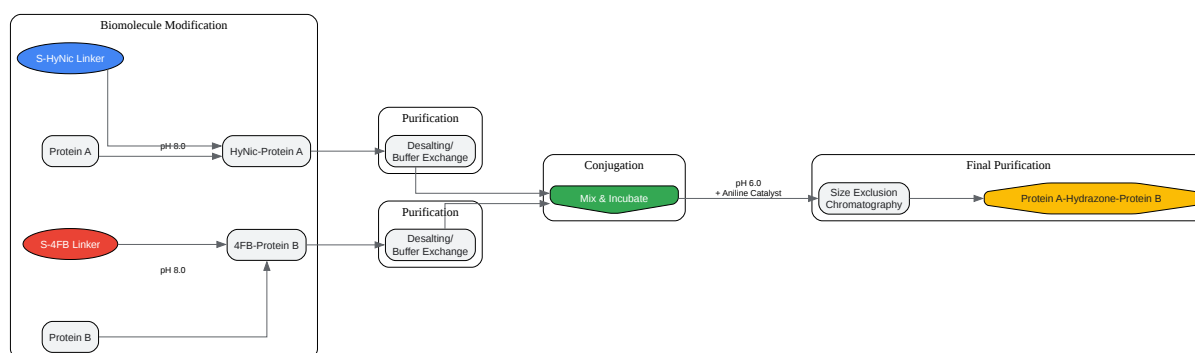 Biomolecule Modification
S-HyNic Linker
Protein A
pH 8.0
HyNic-Protein A
S-4FB Linker
pH 8.0
4FB-Protein B
Protein B
Purification
Desalting/
Buffer Exchange
Purification
Desalting/
Buffer Exchange
Conjugation
Mix & Incubate
pH 6.0
+ Aniline Catalyst
Final Purification
Size Exclusion
Chromatography
Protein A-Hydrazone-Protein B